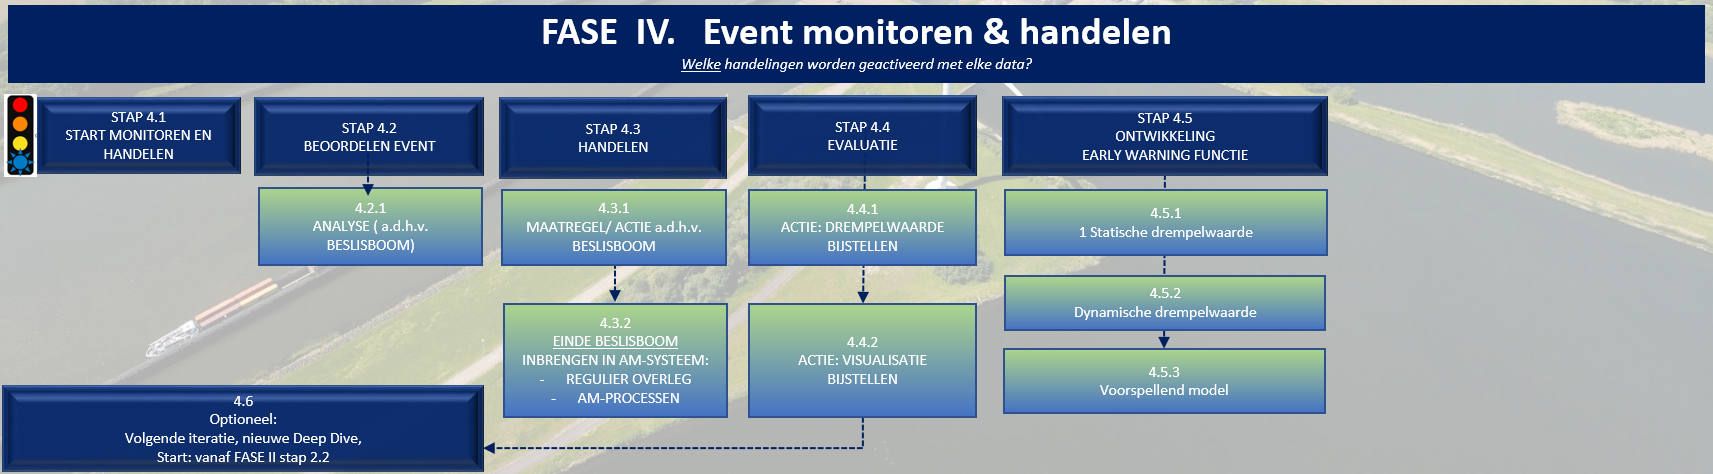 FASE IV. Event monitoren & handelen
Welke handelingen worden geactiveerd met elke data?
STAP 4.1
START MONITOREN EN
HANDELEN
STAP 4.2
BEOORDELEN EVENT
4.2.1
ANALYSE ( a.d.h.v.
BESLISBOOM)
STAP 4.3
HANDELEN
4.3.1
MAATREGEL/ ACTIE a.d.h.v.
BESLISBOOM
4.3.2
EINDE BESLISBOOM
INBRENGEN IN AM-SYSTEEM:
- REGULIER OVERLEG
- AM-PROCESSEN
STAP 4.4
EVALUATIE
4.4.1
ACTIE: DREMPELWAARDE
BIJSTELLEN
4.4.2
ACTIE: VISUALISATIE
BIJSTELLEN
STAP 4.5
ONTWIKKELING
EARLY WARNING FUNCTIE
4.5.1
1 Statische drempelwaarde
4.5.2
Dynamische drempelwaarde
4.5.3
Voorspellend model
4.6
Optioneel:
Volgende iteratie, nieuwe Deep Dive,
Start: vanaf FASE II stap 2.2